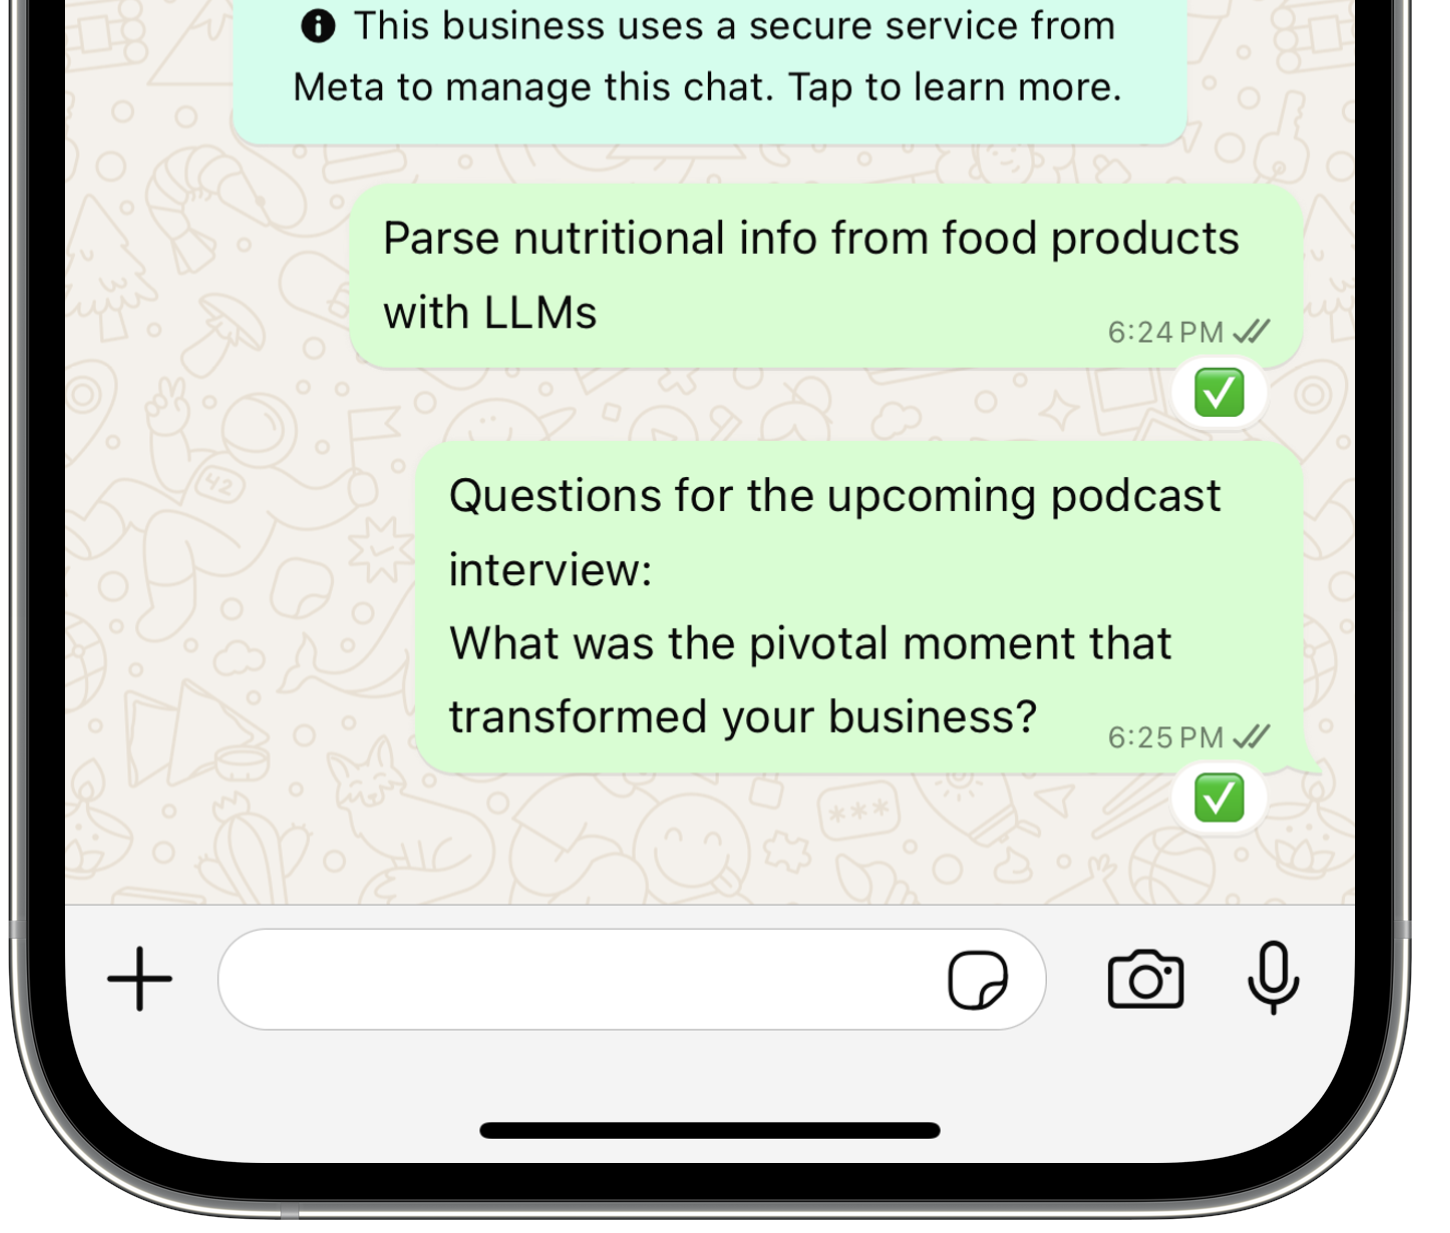 This business uses a secure service from
Meta to manage this chat. Tap to learn more.
Parse nutritional info from food products
with LLMs
6:24 PM
Questions for the upcoming podcast
interview:
What was the pivotal moment that
transformed your business?
6:25 PM
42
***